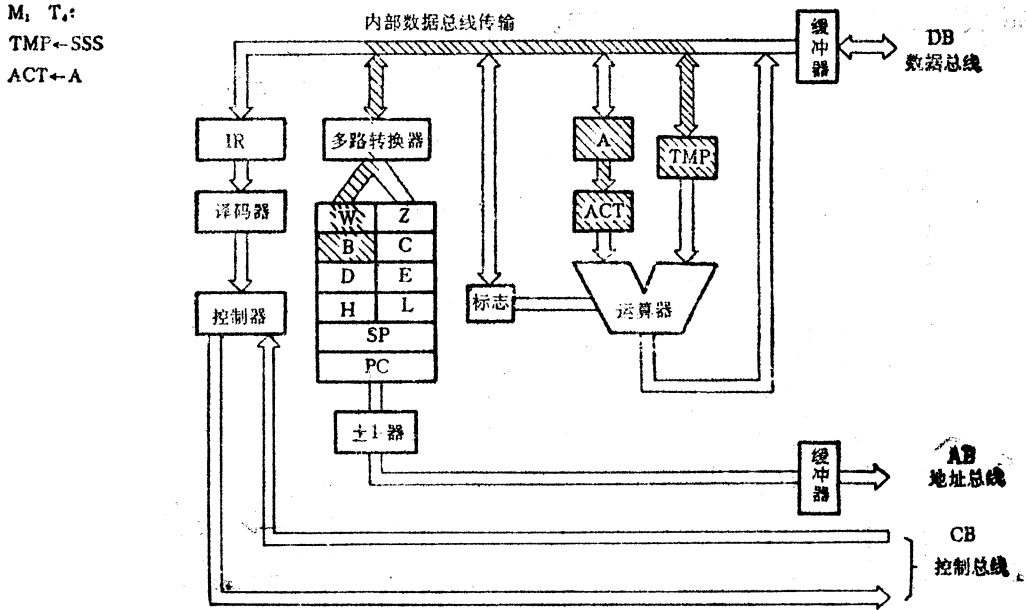 M₁ T₄:
TMP←SSS
ACT←A
内部数据总线传输
缓冲器
DB
数据总线
IR
多路转换器
A
TMP
译码器
W Z
ACT
B C
D E
H L
控制器
标志
运算器
SP
PC
±1器
缓冲器
AB
地址总线
CB
控制总线